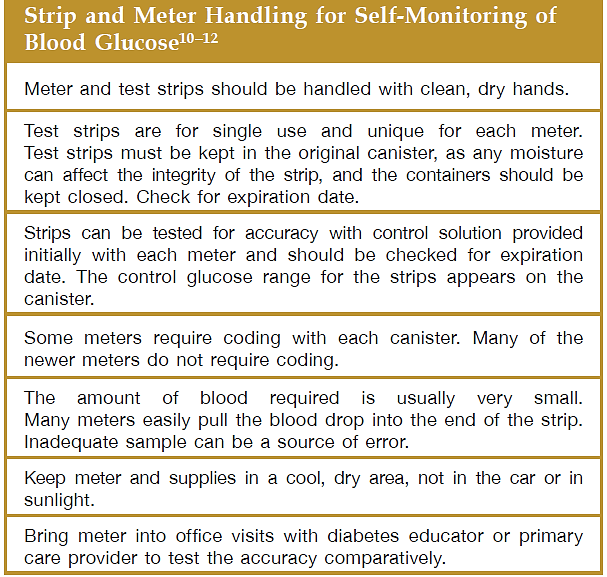 Strip and Meter Handling for Self-Monitoring of
Blood Glucose10–12
Meter and test strips should be handled with clean, dry hands.
Test strips are for single use and unique for each meter.
Test strips must be kept in the original canister, as any moisture
can affect the integrity of the strip, and the containers should be
kept closed. Check for expiration date.
Strips can be tested for accuracy with control solution provided
initially with each meter and should be checked for expiration
date. The control glucose range for the strips appears on the
canister.
Some meters require coding with each canister. Many of the
newer meters do not require coding.
The amount of blood required is usually very small.
Many meters easily pull the blood drop into the end of the strip.
Inadequate sample can be a source of error.
Keep meter and supplies in a cool, dry area, not in the car or in
sunlight.
Bring meter into office visits with diabetes educator or primary
care provider to test the accuracy comparatively.